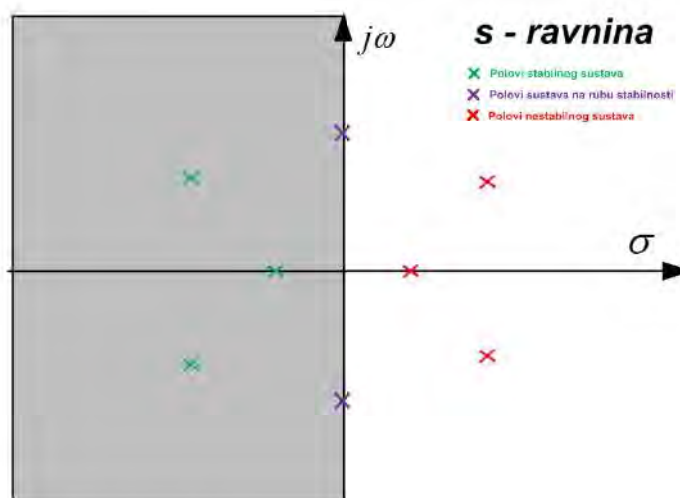 s - ravnina
jω
Polovi stabilnog sustava
Polovi sustava na rubu stabilnosti
Polovi nestabilnog sustava
σ